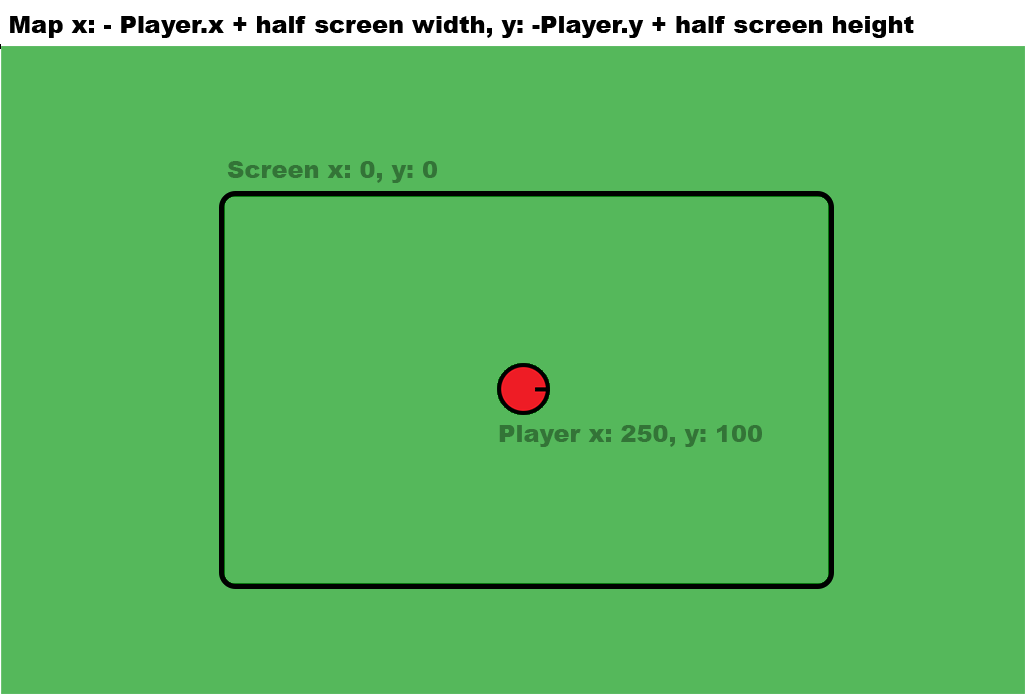 Map x: - Player.x + half screen width, y: -Player.y + half screen height
Screen x: 0, y: 0
Player x: 250, y: 100